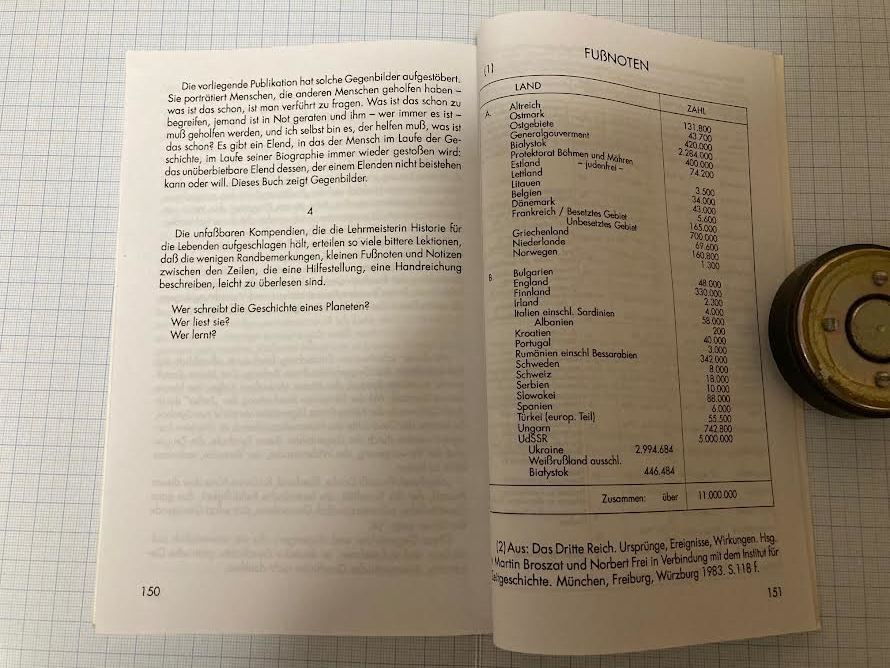 Die vorliegende Publikation hat solche Gegenbilder aufgestöbert.
Sie porträtiert Menschen, die anderen Menschen geholfen haben –
was ist das schon, ist man verführt zu fragen. Was ist das schon zu
begreifen, jemand ist in Not geraten und ihm – wer immer es ist –
muß geholfen werden, und ich selbst bin es, der helfen muß, was ist
das schon? Es gibt ein Elend, in das der Mensch im Laufe der Ge-
schichte, im Laufe seiner Biographie immer wieder gestoßen wird:
das unüberbietbare Elend dessen, der einem Elenden nicht beistehen
kann oder will. Dieses Buch zeigt Gegenbilder.
4
Die unfaßbaren Kompendien, die die Lehrmeisterin Historie für
die Lebenden aufgeschlagen hält, erteilen so viele bittere Lektionen,
daß die wenigen Randbemerkungen, kleinen Fußnoten und Notizen
zwischen den Zeilen, die eine Hilfestellung, eine Handreichung
beschreiben, leicht zu überlesen sind.
Wer schreibt die Geschichte eines Planeten?
Wer liest sie?
Wer lernt?
150
FUßNOTEN
(1)
LAND ZAHL
A. Altreich 131.800
Ostmark 43.700
Ostgebiete 420.000
Generalgouvernment 2.284.000
Bialystok 400.000
Protektorat Böhmen und Mähren 74.200
Estland – judenfrei –
Lettland 3.500
Litauen 34.000
Belgien 43.000
Dänemark 5.600
Frankreich / Besetztes Gebiet 165.000
Unbesetztes Gebiet 700.000
Griechenland 69.600
Niederlande 160.800
Norwegen 1.300
B. Bulgarien 48.000
England 330.000
Finnland 2.300
Irland 4.000
Italien einschl. Sardinien 58.000
Albanien 200
Kroatien 40.000
Portugal 3.000
Rumänien einschl Bessarabien 342.000
Schweden 8.000
Schweiz 18.000
Serbien 10.000
Slowakei 88.000
Spanien 6.000
Türkei (europ. Teil) 55.500
Ungarn 742.800
UdSSR 5.000.000
Ukraine 2.994.684
Weißrußland ausschl.
Bialystok 446.484
Zusammen: über 11.000.000
(2) Aus: Das Dritte Reich. Ursprünge, Ereignisse, Wirkungen. Hsg.
Martin Broszat und Norbert Frei in Verbindung mit dem Institut für
Zeitgeschichte. München, Freiburg, Würzburg 1983. S.118 f.
151